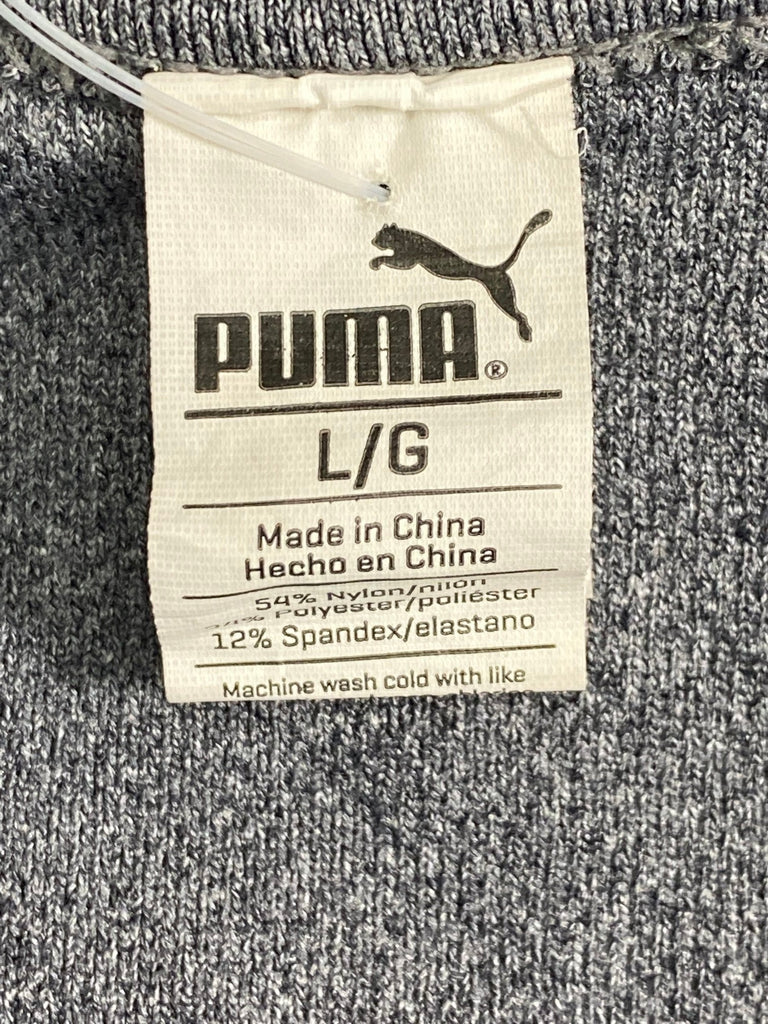 PUMA®
L/G
Made in China
Hecho en China
54% Nylon/nilon
Polyester/poliéster
12% Spandex/elastano
Machine wash cold with like